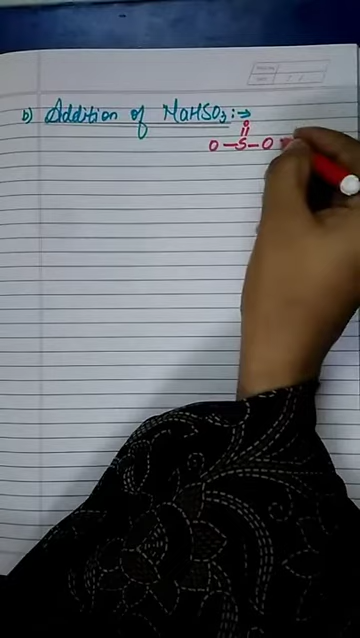 b) Addition of NaHSO3:→
O
O—S—O